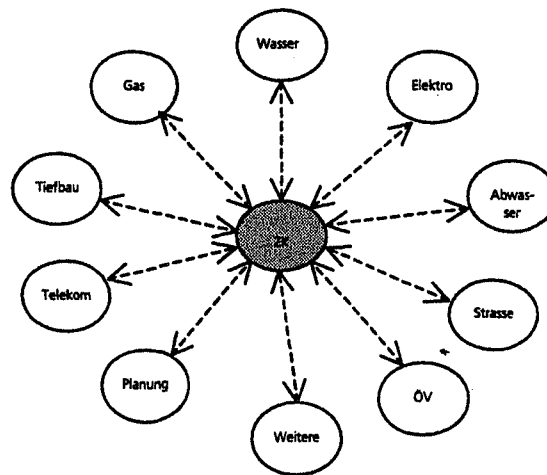 Wasser
Gas
Elektro
Tiefbau
Abwas-
ser
ZK
Telekom
Strasse
Planung
ÖV
Weitere